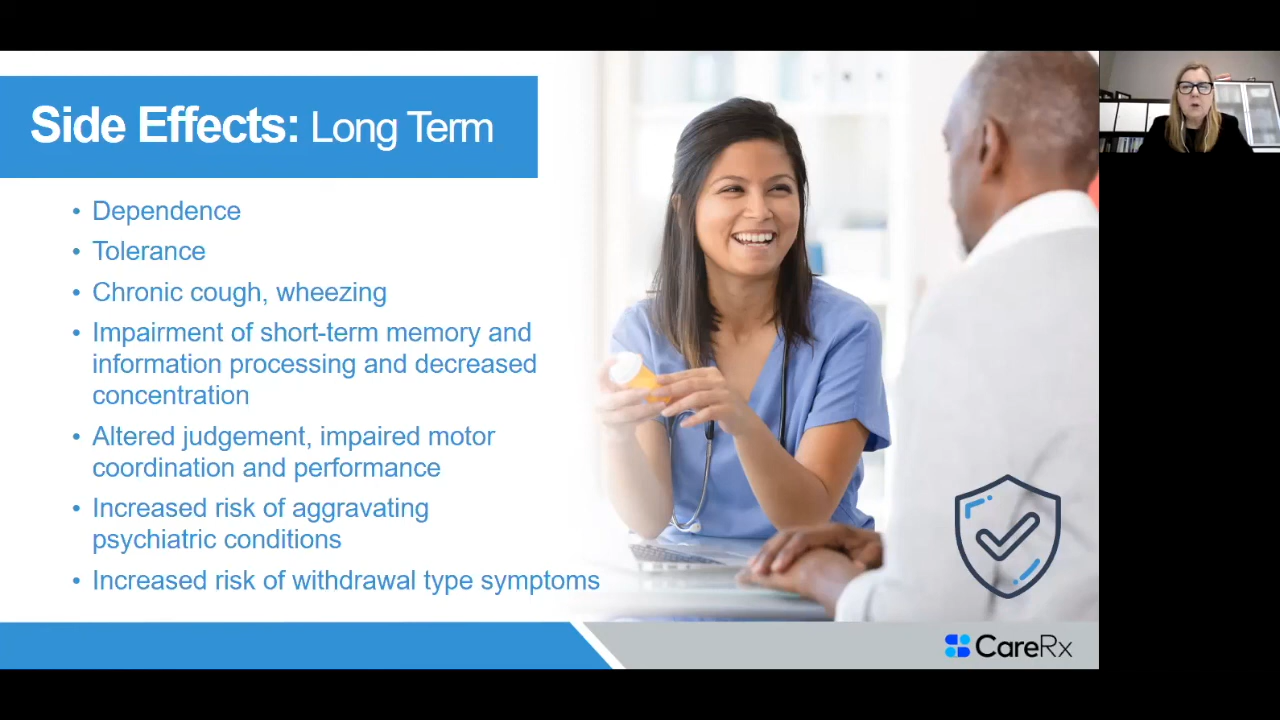 Side Effects: Long Term
• Dependence
• Tolerance
• Chronic cough, wheezing
• Impairment of short-term memory and
information processing and decreased
concentration
• Altered judgement, impaired motor
coordination and performance
• Increased risk of aggravating
psychiatric conditions
• Increased risk of withdrawal type symptoms
CareRx